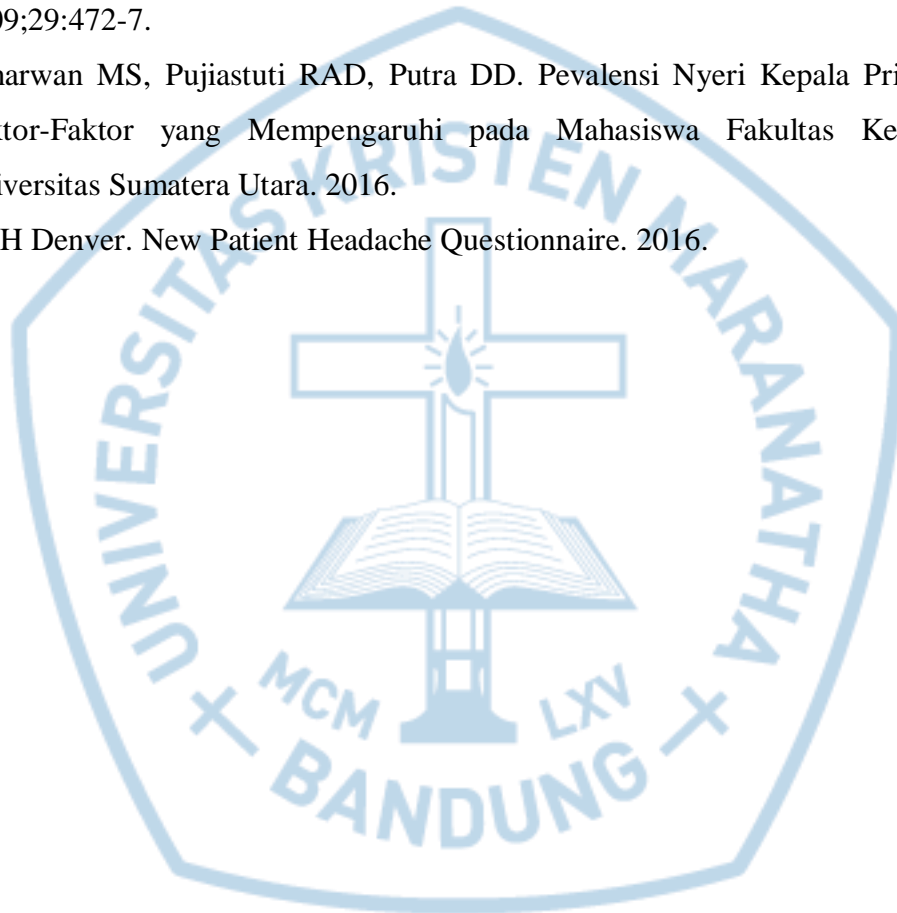 09;29:472-7.
harwan MS, Pujiastuti RAD, Putra DD. Pevalensi Nyeri Kepala Pri
ktor-Faktor yang Mempengaruhi pada Mahasiswa Fakultas Ke
iversitas Sumatera Utara. 2016.
H Denver. New Patient Headache Questionnaire. 2016.
UNIVERSITAS KRISTEN MARANATHA
MCM LXV
BANDUNG